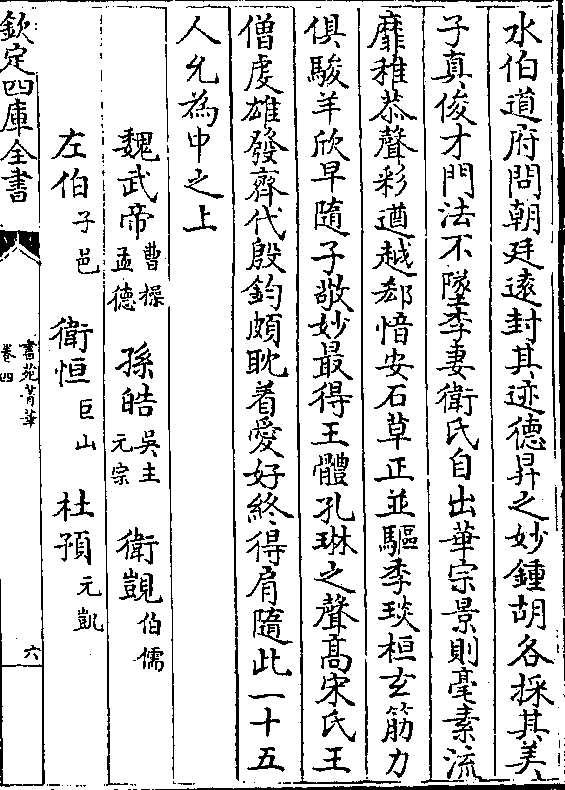 水伯道府問朝廷遠封其迹德昇之妙鍾胡各採其美
子真俊才門法不墜李妻衛氏自出華宗景則毫素流
靡稚恭聲彩遒越郗愔安石草正並驅季琰桓玄筋力
俱駿羊欣早隨子敬妙最得王體孔琳之聲高宋氏王
僧虔雄發齊代殷鈞頗耽着愛好終得肩隨此一十五
人允為中之上
魏武帝曹操孟德 孫皓吳主元宗 衛覬伯儒
左伯子邑 衛恒巨山 杜預元凱
欽定四庫全書
書苑菁華
卷四
六